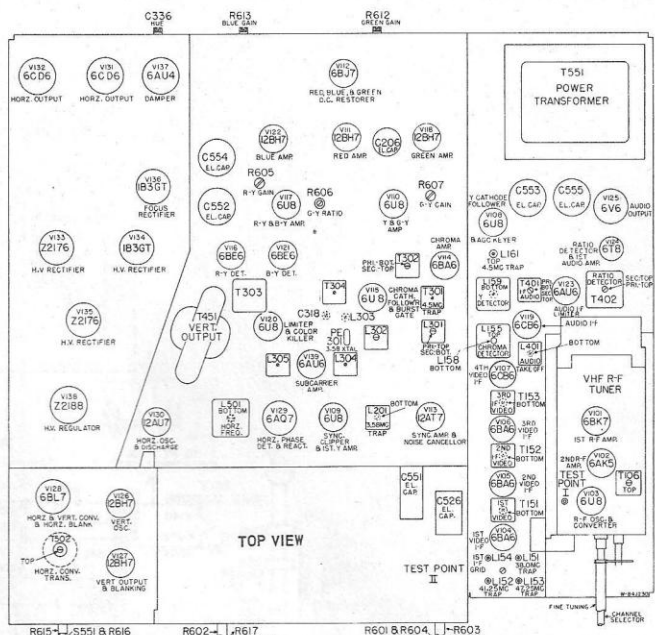 C336
HUE
R613
BLUE GAIN
R612
GREEN GAIN
V132
6CD6
HORZ. OUTPUT
V131
6CD6
HORZ. OUTPUT
V137
6AU4
DAMPER
V112
6BJ7
RED, BLUE, & GREEN
D.C. RESTORER
T551
POWER
TRANSFORMER
V122
12BH7
BLUE AMP.
V111
12BH7
RED AMP.
C206
EL.CAP.
V118
12BH7
GREEN AMP.
C554
EL.CAP.
R605
R-Y GAIN
V136
1B3GT
FOCUS
RECTIFIER
C552
EL.CAP.
V117
6U8
R-Y & B-Y AMP.
R606
G-Y RATIO
V110
6U8
Y & G-Y
AMP.
R607
G-Y GAIN
Y CATHODE
FOLLOWER
V108
6U8
& AGC KEYER
C553
EL.CAP.
C555
EL.CAP.
V125
6V6
AUDIO
OUTPUT
V133
Z2176
H.V. RECTIFIER
V134
1B3GT
H.V. RECTIFIER
V116
6BE6
R-Y DET.
V121
6BE6
B-Y DET.
CHROMA
AMP.
V114
6BA6
PRI.-BOT.
SEC.-TOP
T302
L161
TOP
4.5MC TRAP
RATIO
DETECTOR
& 1ST
AUDIO AMP.
6T8
T303
T304
V115
6U8
CHROMA
CATH.
FOLLOWER
& BURST
GATE
T301
4.5MC
TRAP
L159
BOTTOM
Y
DETECTOR
T401
AUDIO
PRI-BOT
SEC-TOP
V123
6AU6
AUDIO I-F
LIMITER
RATIO
DETECTOR
T402
SEC-TOP
PRI-TOP
V135
Z2176
H.V. RECTIFIER
T451
VERT.
OUTPUT
V120
6U8
LIMITER
& COLOR
KILLER
C318
L303
PE
301
3.58 XTAL
L302
L301
PRI-TOP
SEC-BOT.
L155
TOP
CHROMA
DETECTORS
V119
6CB6
AUDIO I-F
L158
BOTTOM
L401
AUDIO
TAKE OFF
BOTTOM
L305
V139
6AU6
SUBCARRIER
AMP.
L304
4TH VIDEO
I-F
V107
6CB6
VHF R-F
TUNER
V138
Z2188
H.V. REGULATOR
V130
12AU7
HORZ. OSC.
& DISCHARGE
L501
BOTTOM
HORZ
FREQ.
V129
6AQ7
HORZ. PHASE
DET. & REACT.
V109
6U8
SYNC.
CLIPPER
& 1ST. Y AMP.
L201
3.58MC
TRAP
BOTTOM
V113
12AT7
SYNC. AMP. &
NOISE CANCELLOR
3RD
I-F
VIDEO
T153
BOTTOM
V106
6BA6
3RD
VIDEO
I-F
V101
6BK7
1ST R-F AMP.
2ND
I-F
VIDEO
T152
BOTTOM
2ND R-F
AMP.
V102
6AK5
TEST
POINT
I
T106
TOP
V105
6BA6
2ND
VIDEO
I-F
V103
6U8
R-F OSC. &
CONVERTER
1ST
VIDEO
T151
BOTTOM
V128
6BL7
HORZ & VERT. CONV.
& HORZ. BLANK.
V126
12BH7
VERT.
OSC.
C551
EL.
CAP.
C526
EL.
CAP.
1ST
VIDEO
I-F
V104
6BA6
T502
TOP
HORZ. CONV.
TRANS.
V127
12BH7
VERT OUTPUT
& BLANKING
TOP VIEW
TEST POINT
II
1ST
I-F
GRID
L154
L151
38.0MC
TRAP
L152
41.25MC
TRAP
L153
47.25MC
TRAP
FINE TUNING
CHANNEL
SELECTOR
R615
S551 & R616
R602
R617
R601 & R604
R603